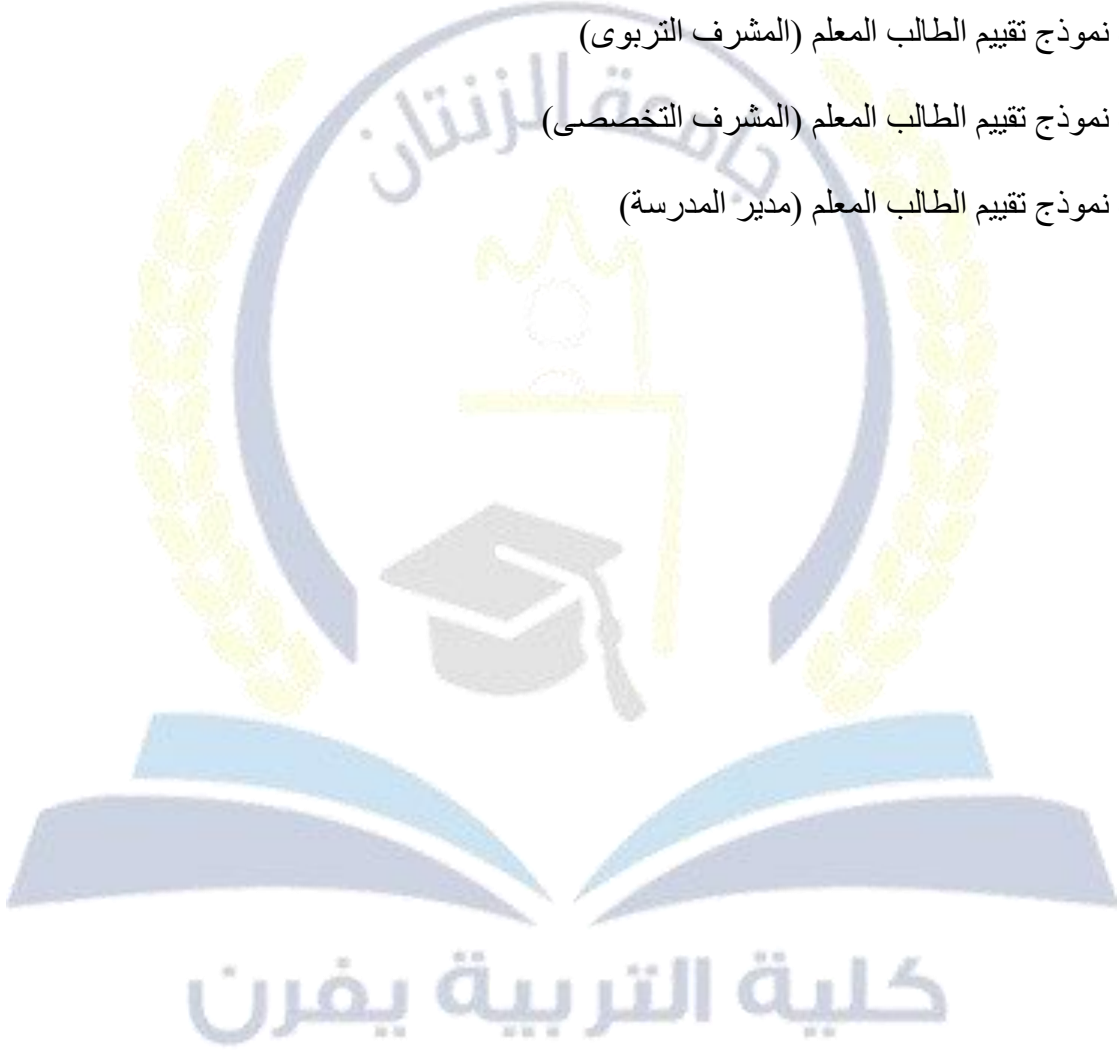 نموذج تقييم الطالب المعلم (المشرف التربوى)
نموذج تقييم الطالب المعلم (المشرف التخصصى)
نموذج تقييم الطالب المعلم (مدير المدرسة)
جامعة الزنتان
كلية التربية يفرن